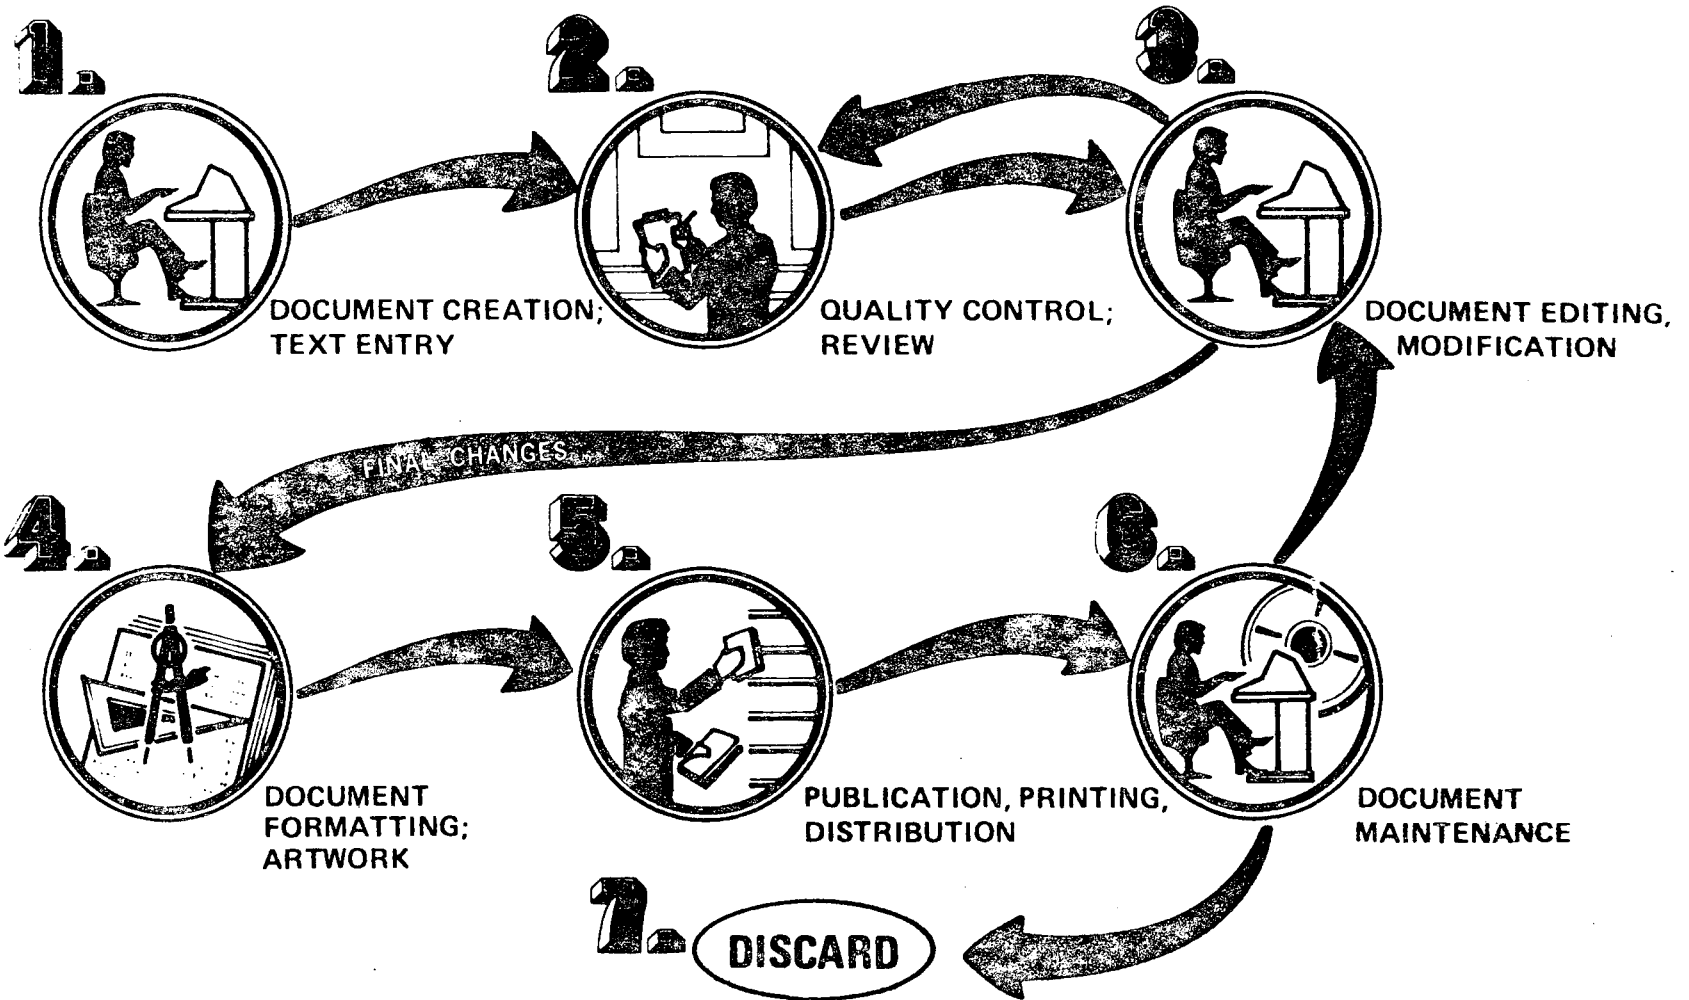 1.
2.
3.
DOCUMENT CREATION;
TEXT ENTRY
QUALITY CONTROL;
REVIEW
DOCUMENT EDITING,
MODIFICATION
FINAL CHANGES...
4.
5.
6.
DOCUMENT
FORMATTING;
ARTWORK
PUBLICATION, PRINTING,
DISTRIBUTION
DOCUMENT
MAINTENANCE
7.
DISCARD